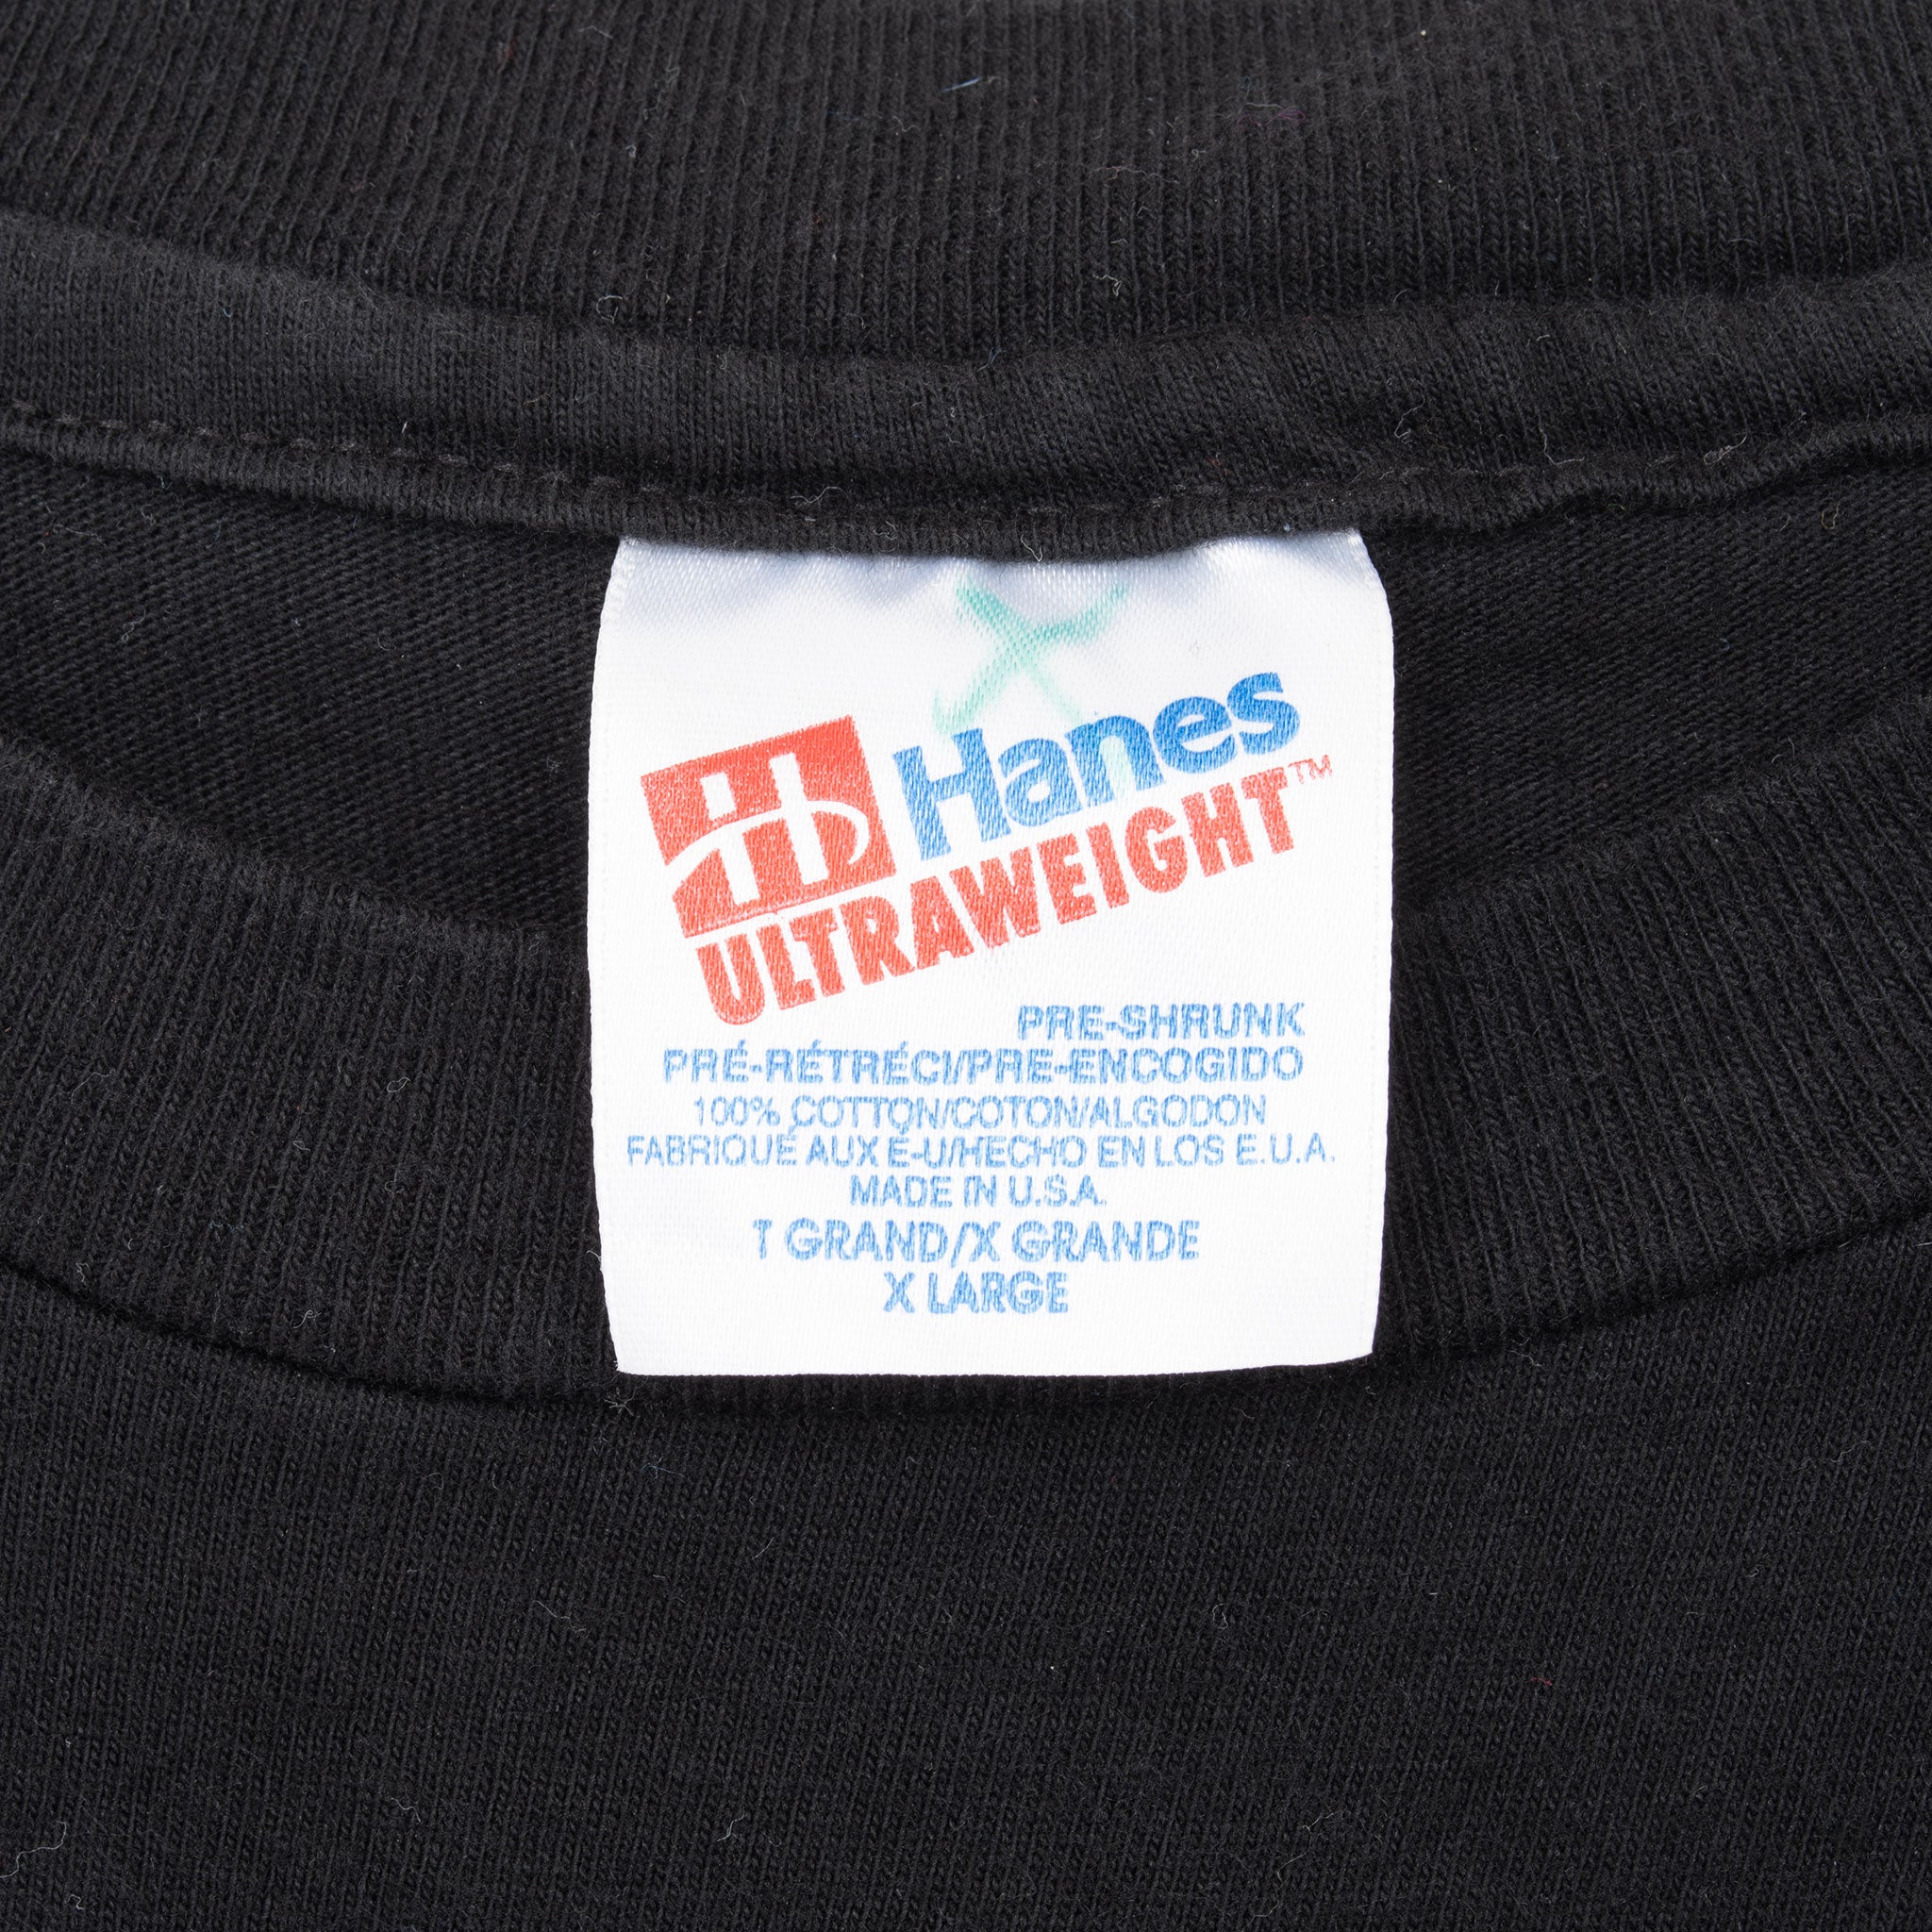 Hanes
ULTRAWEIGHT™
PRE-SHRUNK
PRÉ-RÉTRÉCI/PRE-ENCOGIDO
100% COTTON/COTON/ALGODON
FABRIQUÉ AUX É-U/HECHO EN LOS E.U.A.
MADE IN U.S.A.
T GRAND/X GRANDE
X LARGE